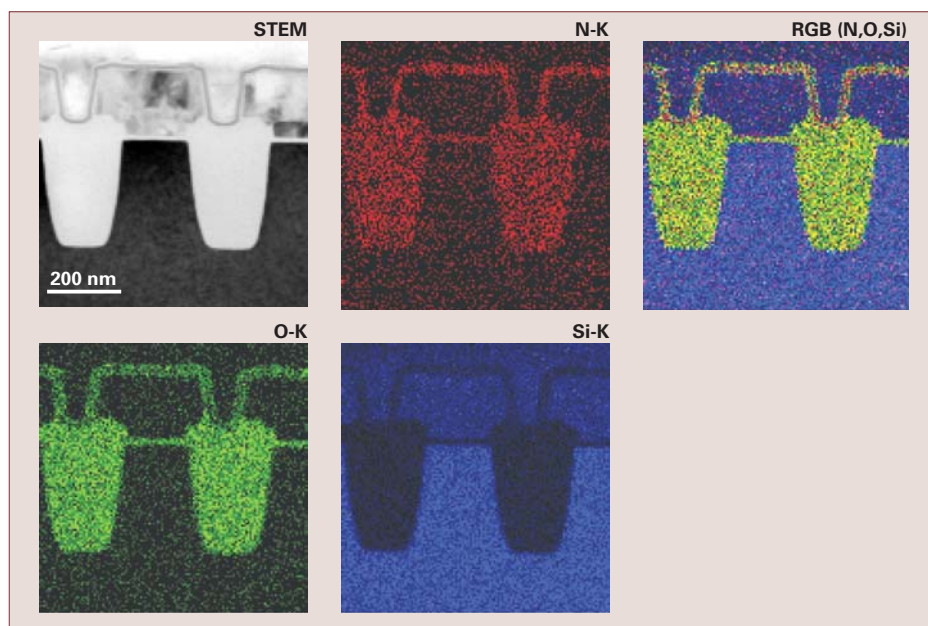 STEM
N-K
RGB (N,O,Si)
200 nm
O-K
Si-K